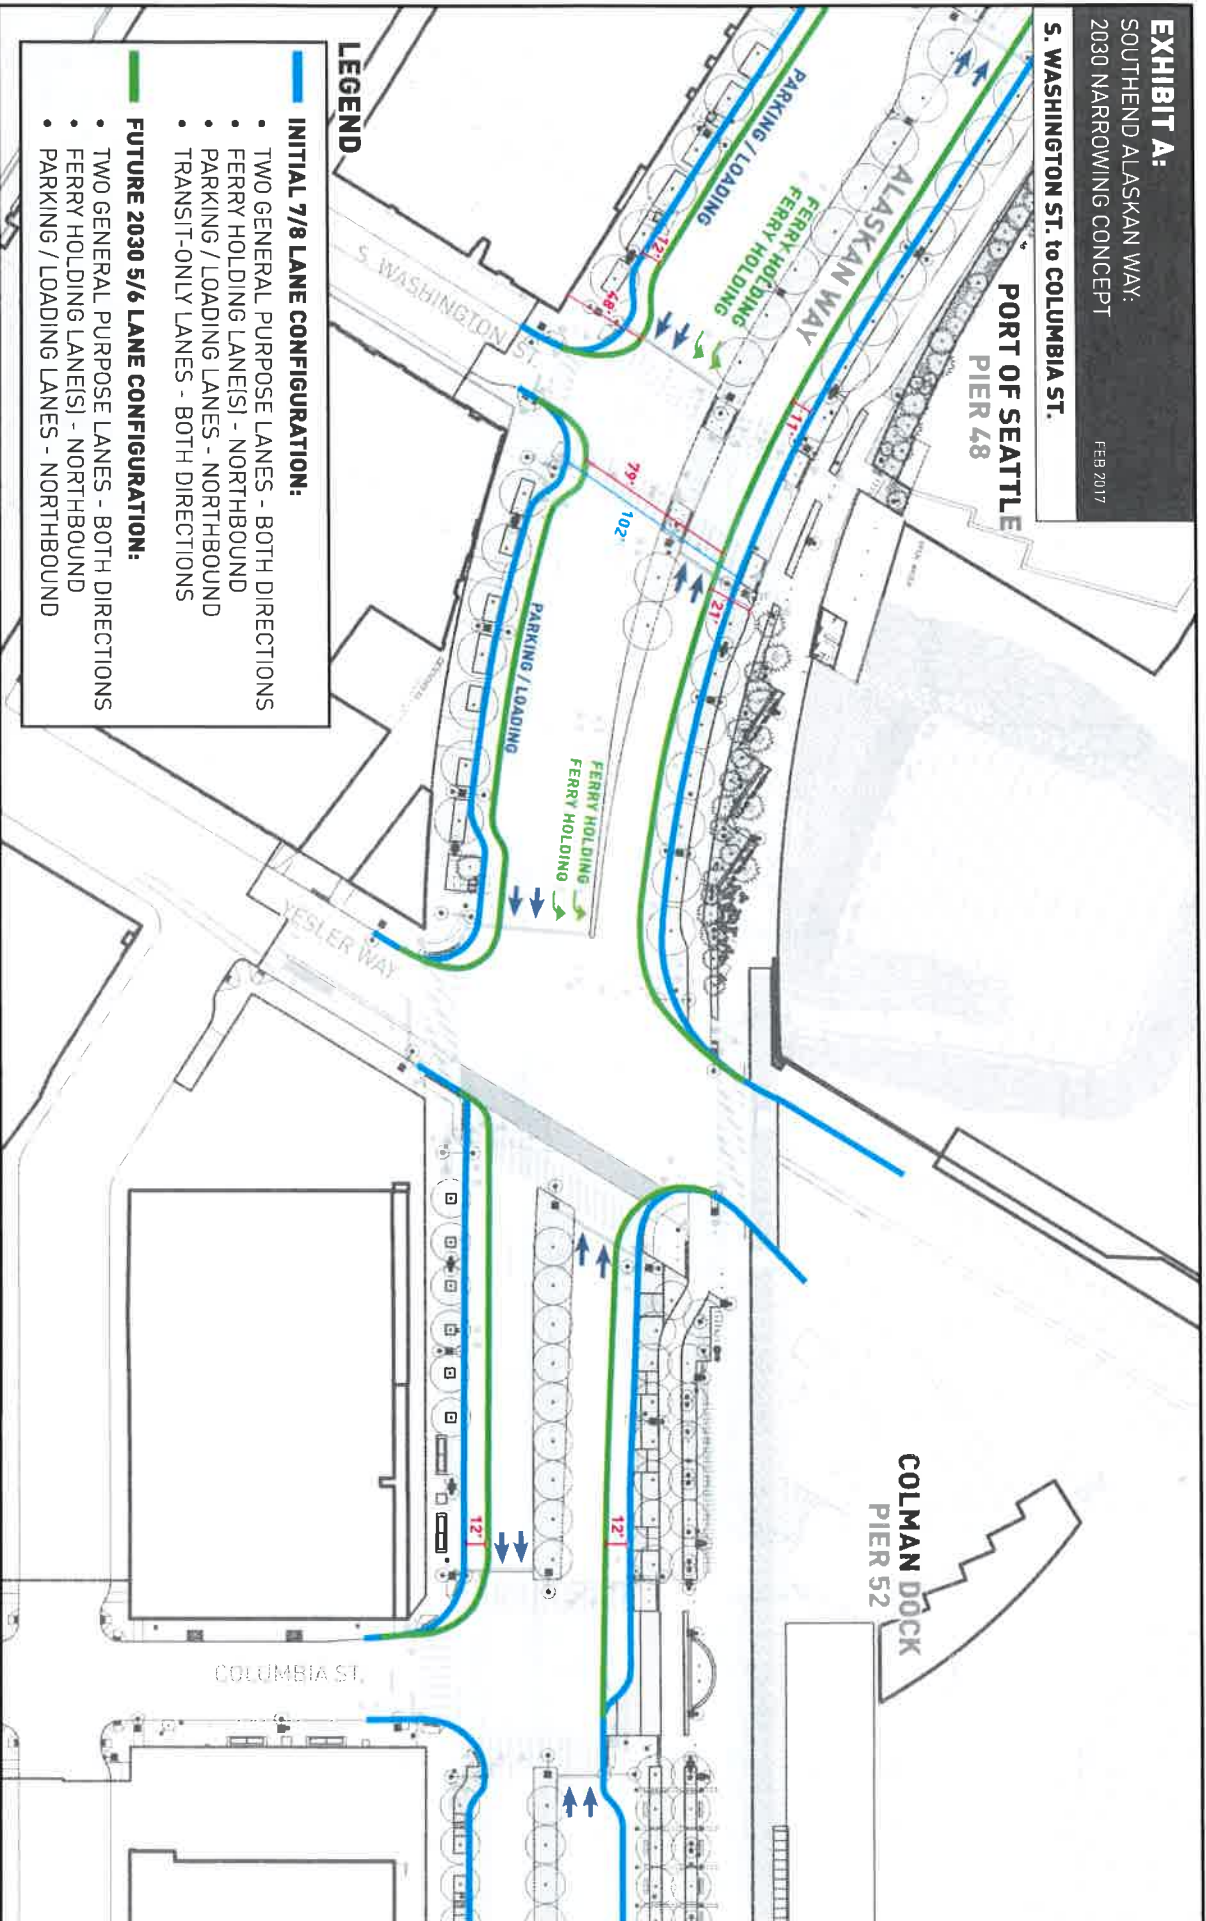 EXHIBIT A:
SOUTHEND ALASKAN WAY:
2030 NARROWING CONCEPT
FEB 2017
S. WASHINGTON ST. to COLUMBIA ST.
PORT OF SEATTLE
PIER 48
COLMAN DOCK
PIER 52
ALASKAN WAY
PARKING / LOADING
FERRY HOLDING
FERRY HOLDING
12'
48'
11'
79'
102'
21'
S. WASHINGTON ST.
PARKING / LOADING
FERRY HOLDING
FERRY HOLDING
YESLER WAY
12'
12'
COLUMBIA ST.
LEGEND
INITIAL 7/8 LANE CONFIGURATION:
• TWO GENERAL PURPOSE LANES - BOTH DIRECTIONS
• FERRY HOLDING LANE(S) - NORTHBOUND
• PARKING / LOADING LANES - NORTHBOUND
• TRANSIT-ONLY LANES - BOTH DIRECTIONS
FUTURE 2030 5/6 LANE CONFIGURATION:
• TWO GENERAL PURPOSE LANES - BOTH DIRECTIONS
• FERRY HOLDING LANE(S) - NORTHBOUND
• PARKING / LOADING LANES - NORTHBOUND